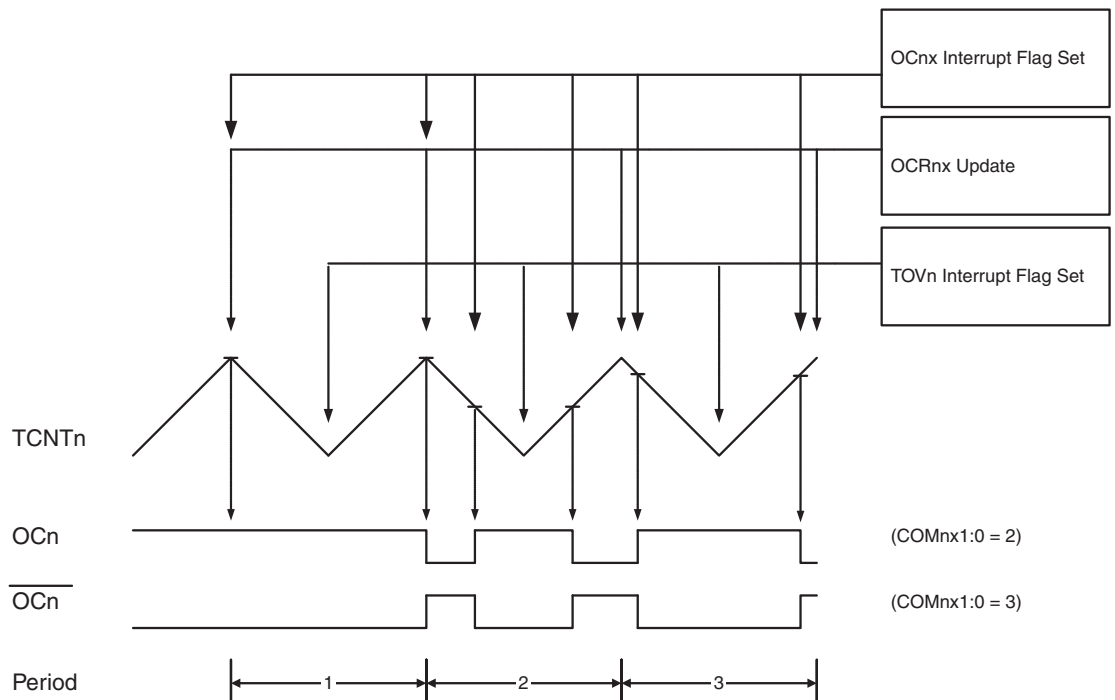 OCnx Interrupt Flag Set
OCRnx Update
TOVn Interrupt Flag Set
TCNTn
OCn
(COMnx1:0 = 2)
OCn
(COMnx1:0 = 3)
Period
1
2
3